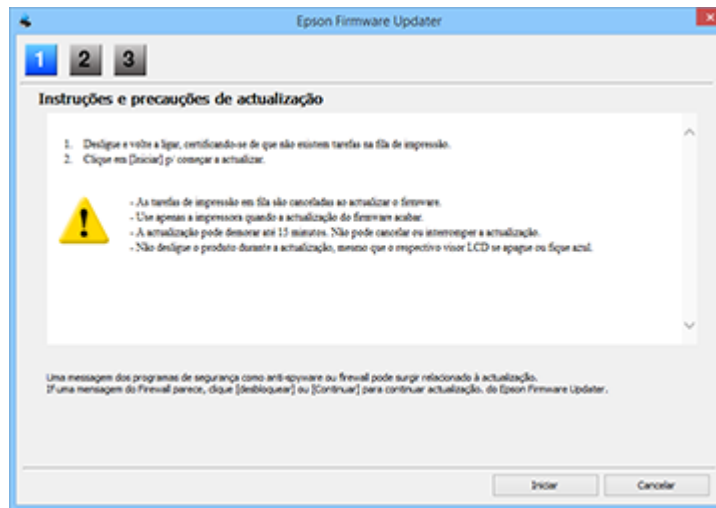 Epson Firmware Updater
1 2 3
Instruções e precauções de actualização
1. Desligue e volte a ligar, certificando-se de que não existem tarefas na fila de impressão.
2. Clique em [Iniciar] p/ começar a actualizar.
- As tarefas de impressão em fila são canceladas ao actualizar o firmware.
- Use apenas a impressora quando a actualização do firmware acabar.
- A actualização pode demorar até 15 minutos. Não pode cancelar ou interromper a actualização.
- Não desligue o produto durante a actualização, mesmo que o respectivo visor LCD se apague ou fique azul.
Uma messagem dos programas de segurança como anti-spyware ou firewall pode surgir relacionado à actualização.
If uma mensagem do Firewall parece, clique [desbloquear] ou [Continuar] para continuar actualização. do Epson Firmware Updater.
Iniciar Cancelar